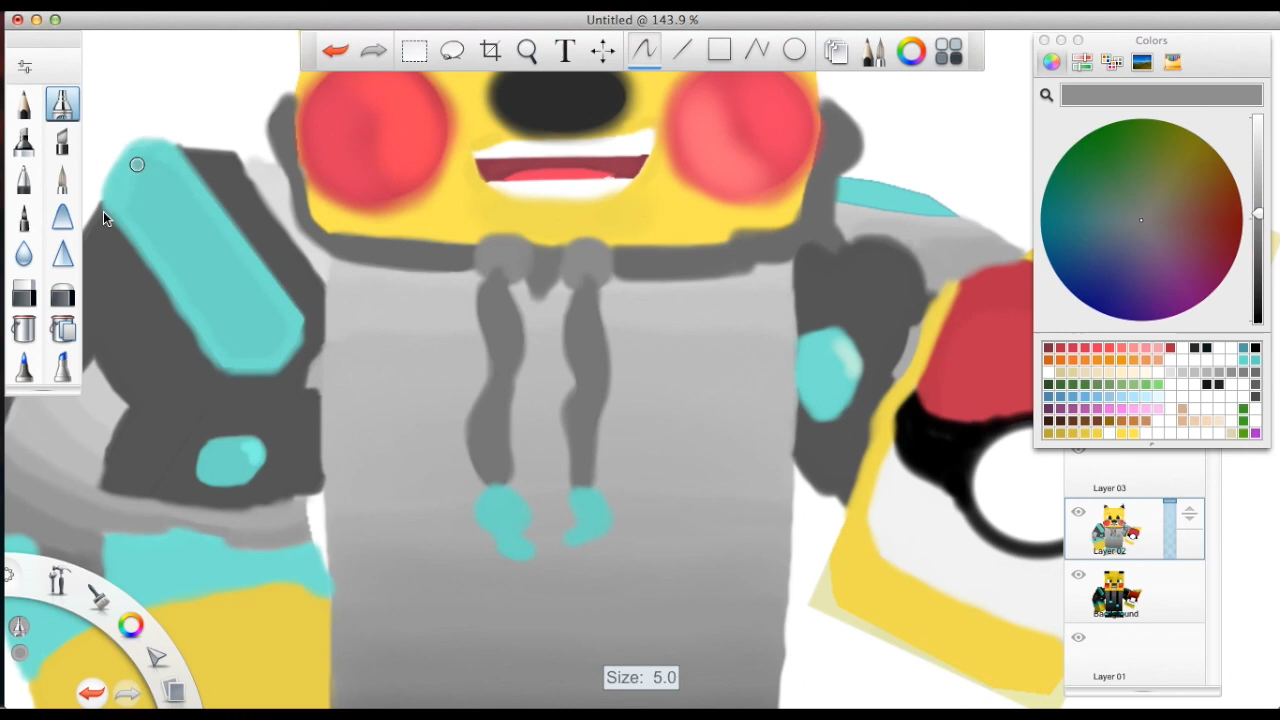 Untitled @ 143.9 %
T
Colors
Layer 03
Layer 02
Background
Layer 01
Size: 5.0